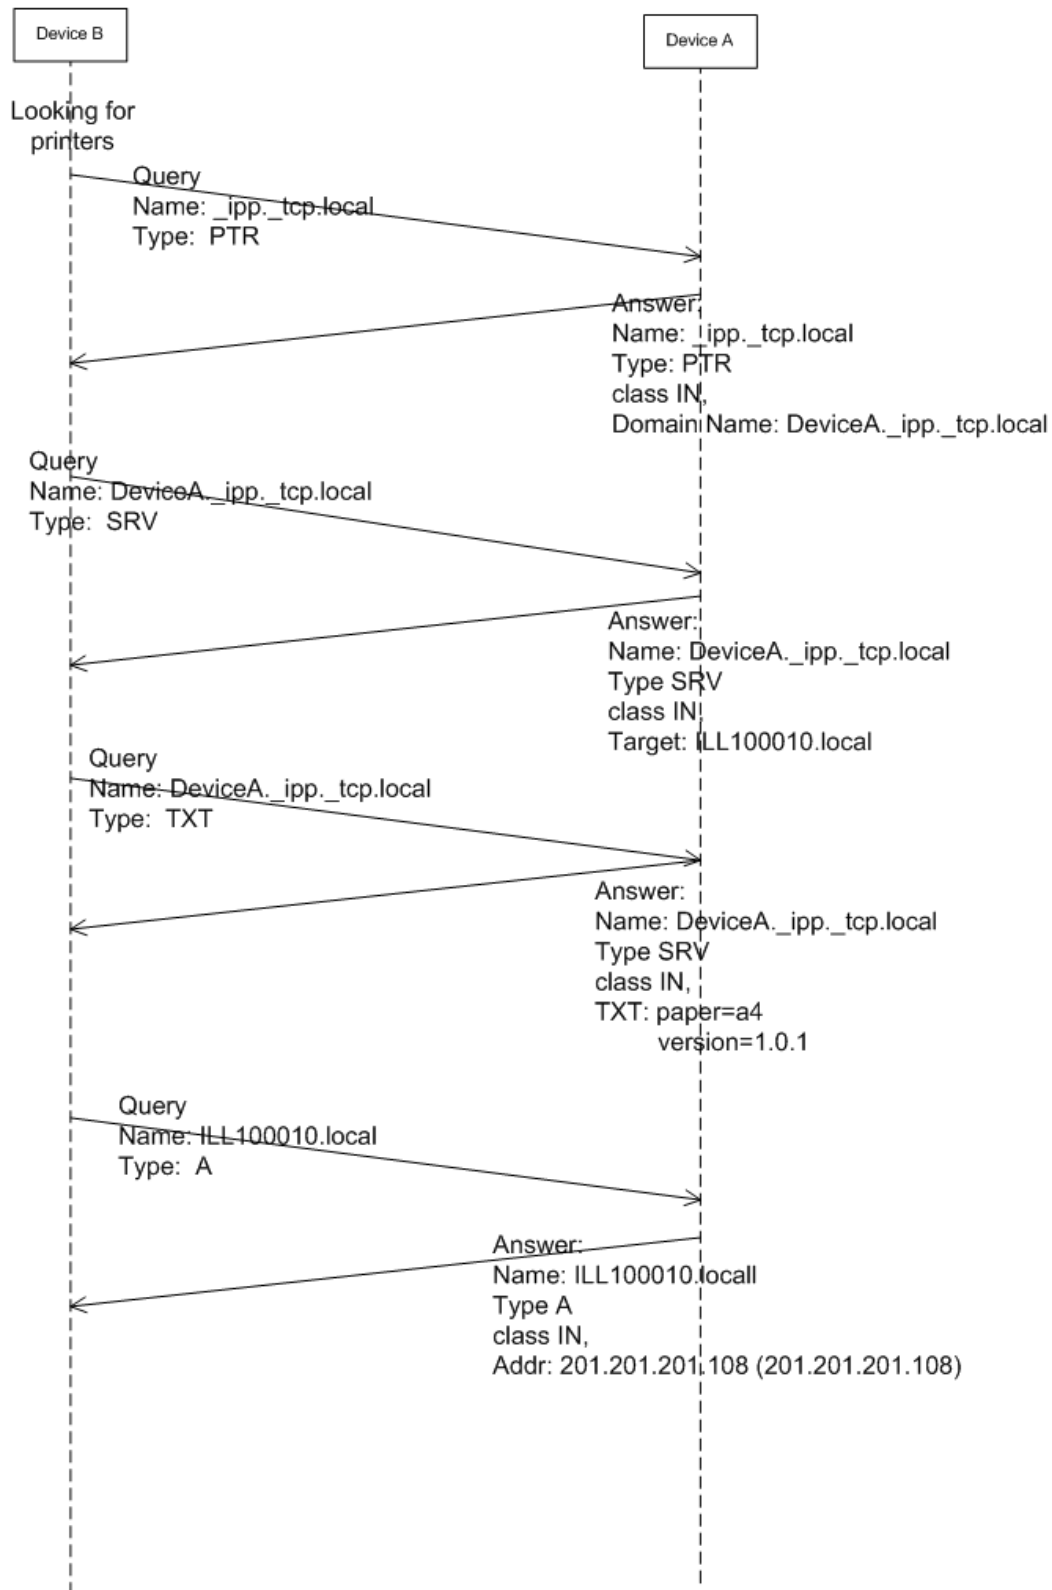 Device B
Device A
Looking for
printers
Query
Name: _ipp._tcp.local
Type: PTR
Answer:
Name: _ipp._tcp.local
Type: PTR
class IN,
Domain Name: DeviceA._ipp._tcp.local
Query
Name: DeviceA._ipp._tcp.local
Type: SRV
Answer:
Name: DeviceA._ipp._tcp.local
Type SRV
class IN,
Target: ILL100010.local
Query
Name: DeviceA._ipp._tcp.local
Type: TXT
Answer:
Name: DeviceA._ipp._tcp.local
Type SRV
class IN,
TXT: paper=a4
version=1.0.1
Query
Name: ILL100010.local
Type: A
Answer:
Name: ILL100010.locall
Type A
class IN,
Addr: 201.201.201.108 (201.201.201.108)